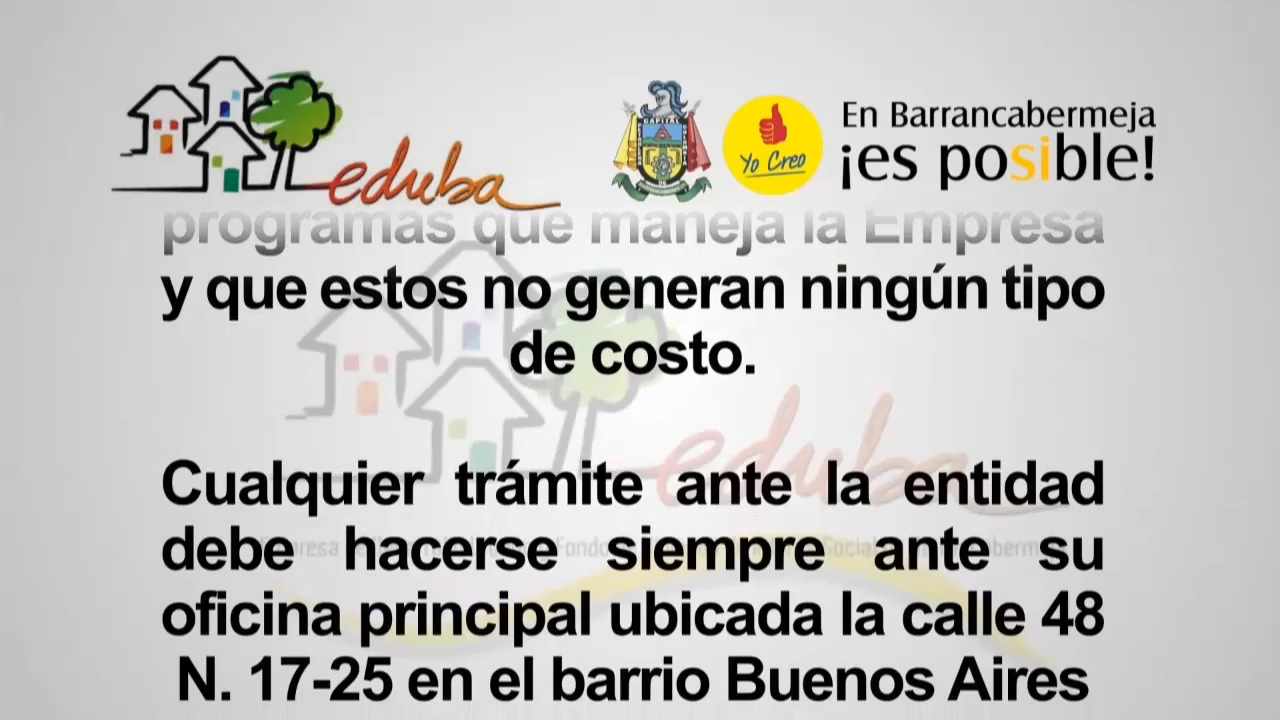 eduba
CAPITAL
Yo Creo
En Barrancabermeja
¡es posible!
programas que maneja la Empresa
y que estos no generan ningún tipo
de costo.
eduba
Cualquier trámite ante la entidad
debe hacerse siempre ante su
oficina principal ubicada la calle 48
N. 17-25 en el barrio Buenos Aires